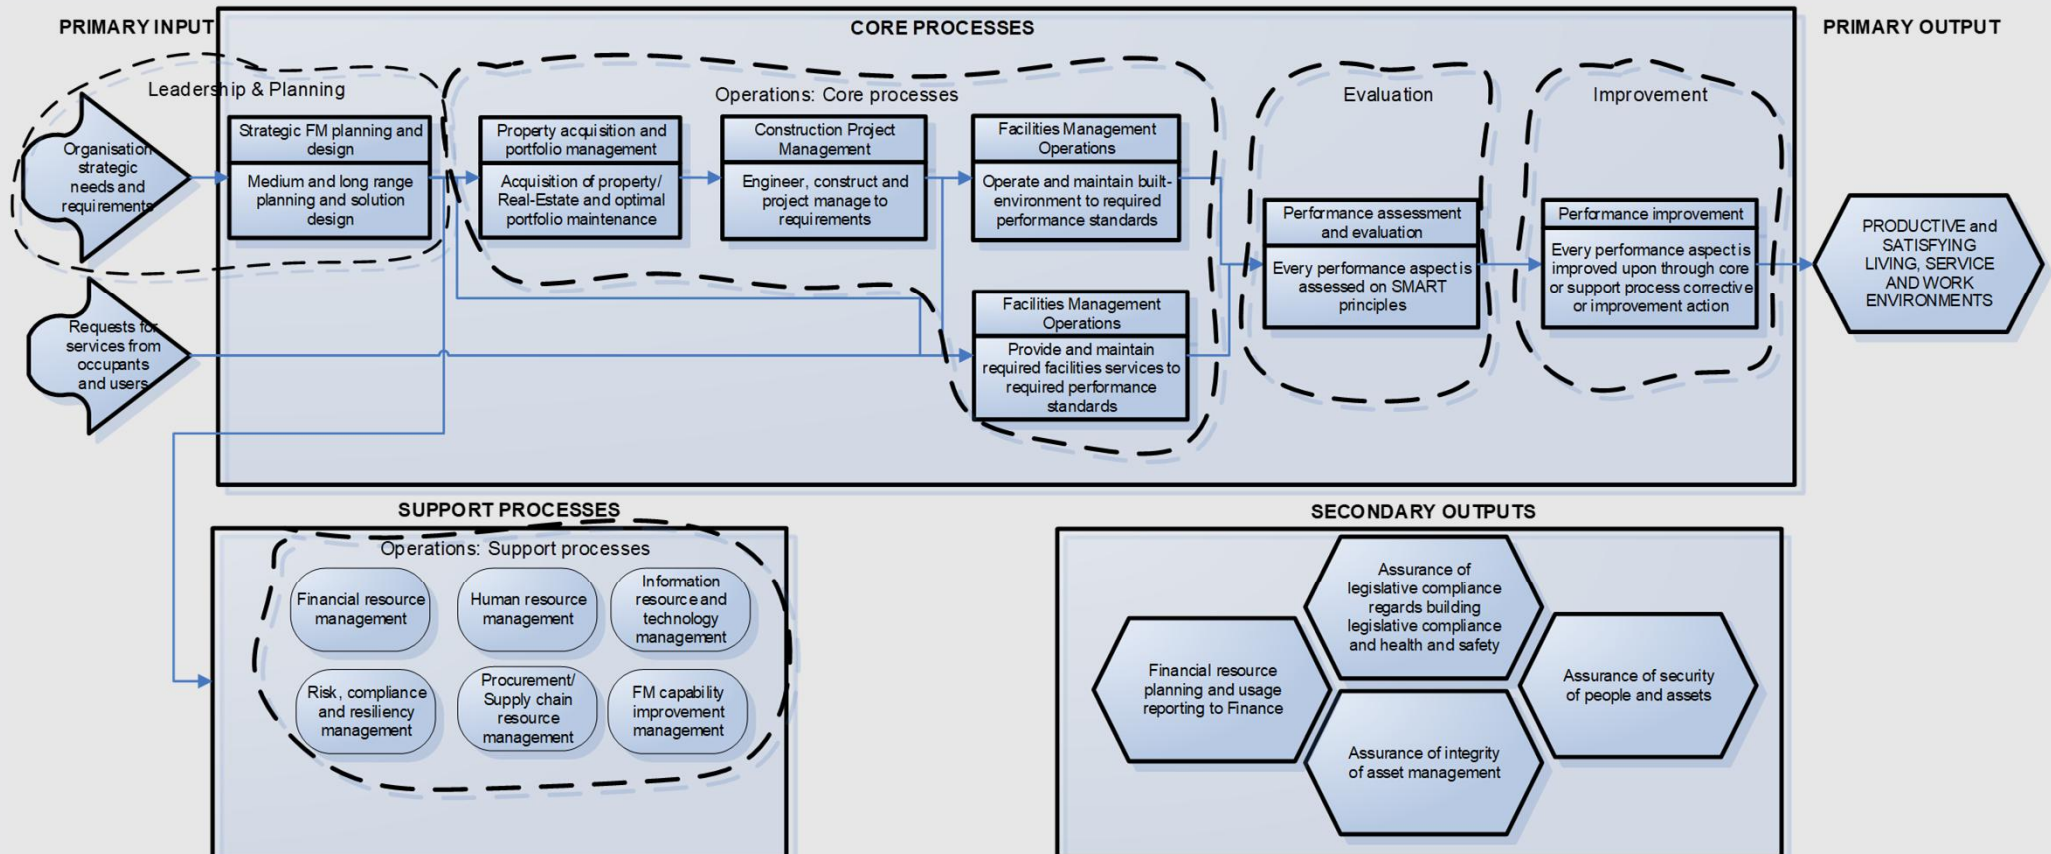 PRIMARY INPUT
CORE PROCESSES
PRIMARY OUTPUT
Leadership & Planning
Operations: Core processes
Evaluation
Improvement
Organisation
strategic
needs and
requirements
Strategic FM planning and
design
Medium and long range
planning and solution
design
Property acquisition and
portfolio management
Acquisition of property/
Real-Estate and optimal
portfolio maintenance
Construction Project
Management
Engineer, construct and
project manage to
requirements
Facilities Management
Operations
Operate and maintain built-
environment to required
performance standards
Performance assessment
and evaluation
Every performance aspect is
assessed on SMART
principles
Performance improvement
Every performance aspect is
improved upon through core
or support process corrective
or improvement action
PRODUCTIVE and
SATISFYING
LIVING, SERVICE
AND WORK
ENVIRONMENTS
Requests for
services from
occupants
and users
Facilities Management
Operations
Provide and maintain
required facilities services to
required performance
standards
SUPPORT PROCESSES
Operations: Support processes
Financial resource
management
Human resource
management
Information
resource and
technology
management
Risk, compliance
and resiliency
management
Procurement/
Supply chain
resource
management
FM capability
improvement
management
SECONDARY OUTPUTS
Assurance of
legislative compliance
regards building
legislative compliance
and health and safety
Financial resource
planning and usage
reporting to Finance
Assurance of security
of people and assets
Assurance of integrity
of asset management